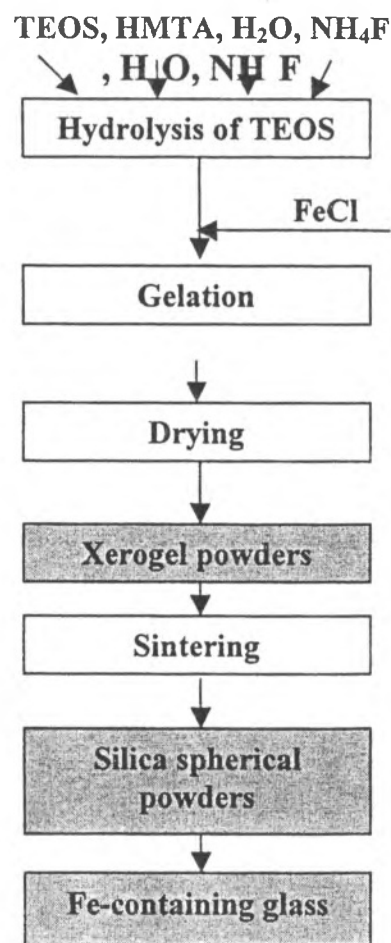 TEOS, HMTA, H₂O, NH₄F
, H O, NH F
Hydrolysis of TEOS
FeCl
Gelation
Drying
Xerogel powders
Sintering
Silica spherical
powders
Fe-containing glass